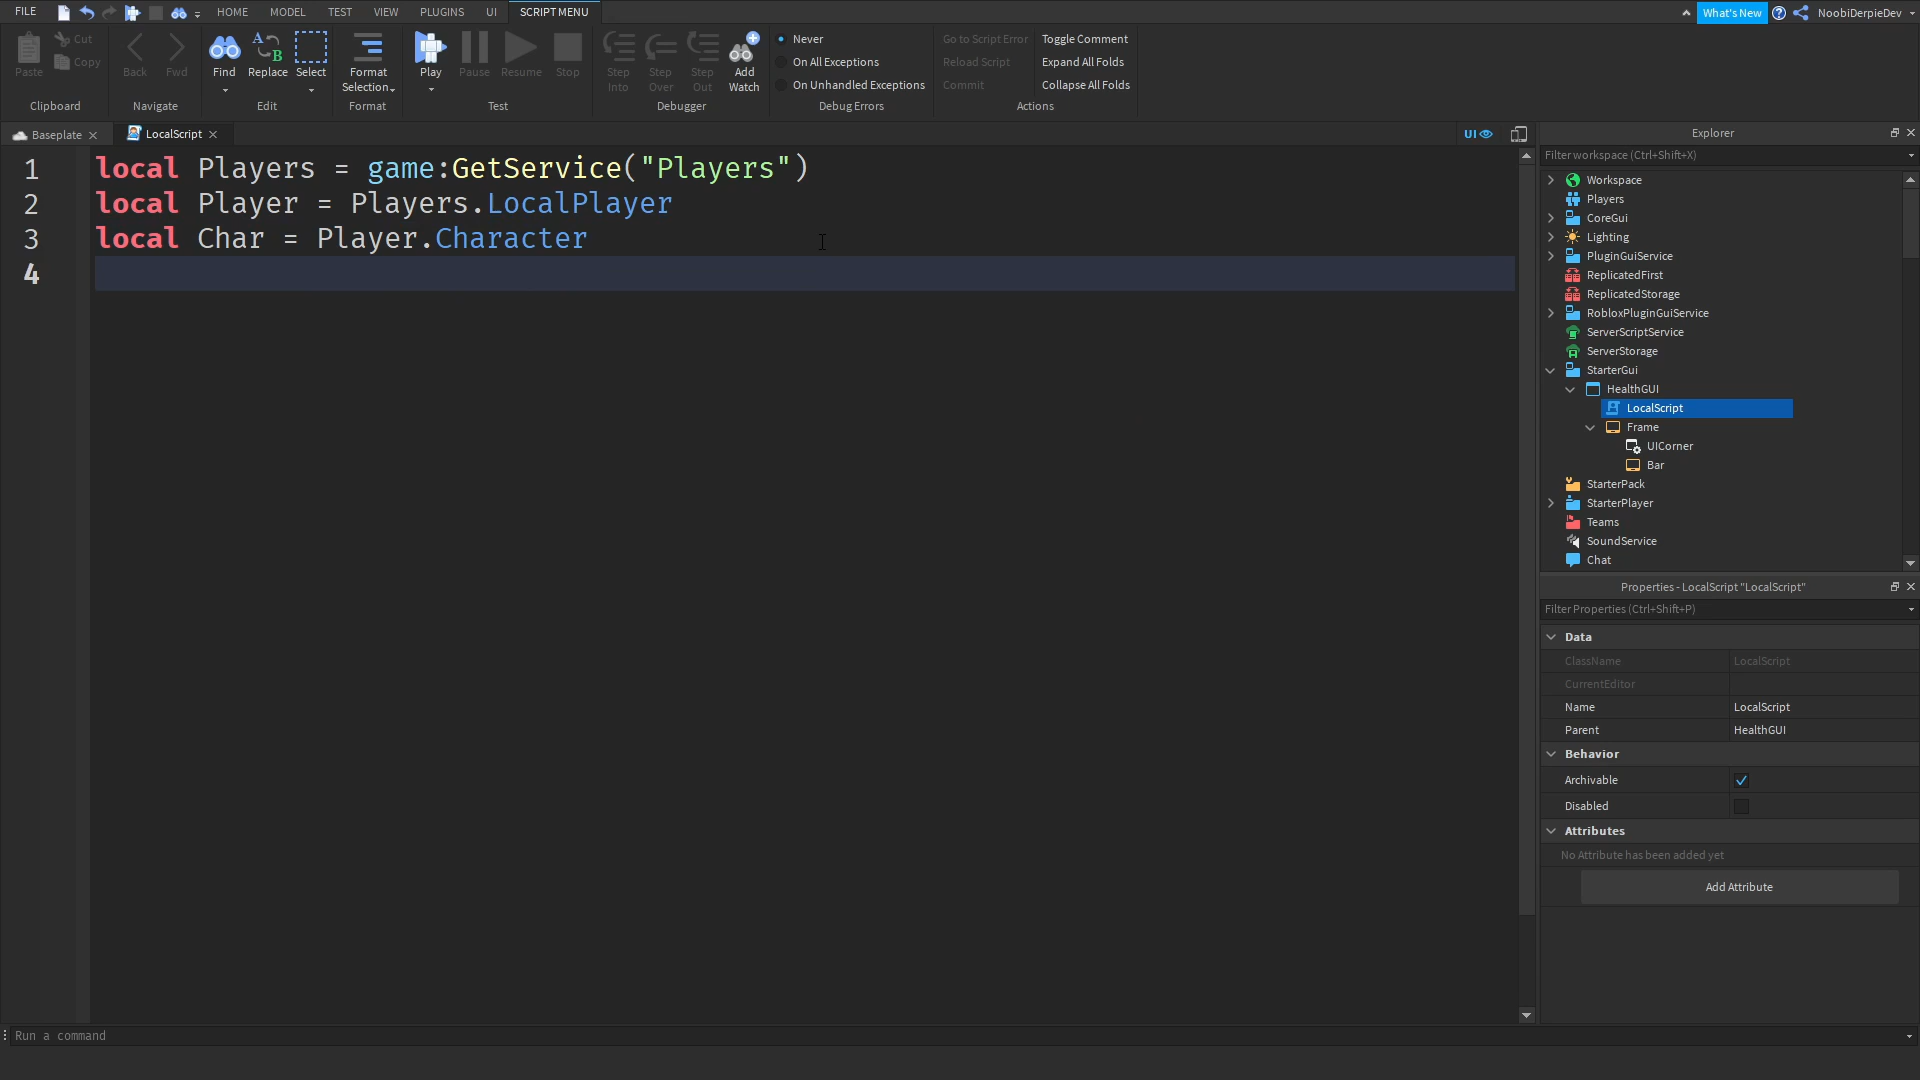 FILE HOME MODEL TEST VIEW PLUGINS UI SCRIPT MENU What's New NoobiDerpieDev
Paste Cut Copy
Clipboard
Back Fwd
Navigate
Find Replace Select
Edit
Format Selection
Format
Play Pause Resume Stop
Test
Step Into Step Over Step Out Add Watch
Debugger
Never
On All Exceptions
On Unhandled Exceptions
Debug Errors
Go to Script Error Toggle Comment
Reload Script Expand All Folds
Commit Collapse All Folds
Actions
Baseplate LocalScript UI
1 local Players = game:GetService("Players")
2 local Player = Players.LocalPlayer
3 local Char = Player.Character
4
Explorer
Filter workspace (Ctrl+Shift+X)
Workspace
Players
CoreGui
Lighting
PluginGuiService
ReplicatedFirst
ReplicatedStorage
RobloxPluginGuiService
ServerScriptService
ServerStorage
StarterGui
HealthGUI
LocalScript
Frame
UICorner
Bar
StarterPack
StarterPlayer
Teams
SoundService
Chat
Properties - LocalScript "LocalScript"
Filter Properties (Ctrl+Shift+P)
Data
ClassName LocalScript
CurrentEditor
Name LocalScript
Parent HealthGUI
Behavior
Archivable
Disabled
Attributes
No Attribute has been added yet
Add Attribute
Run a command